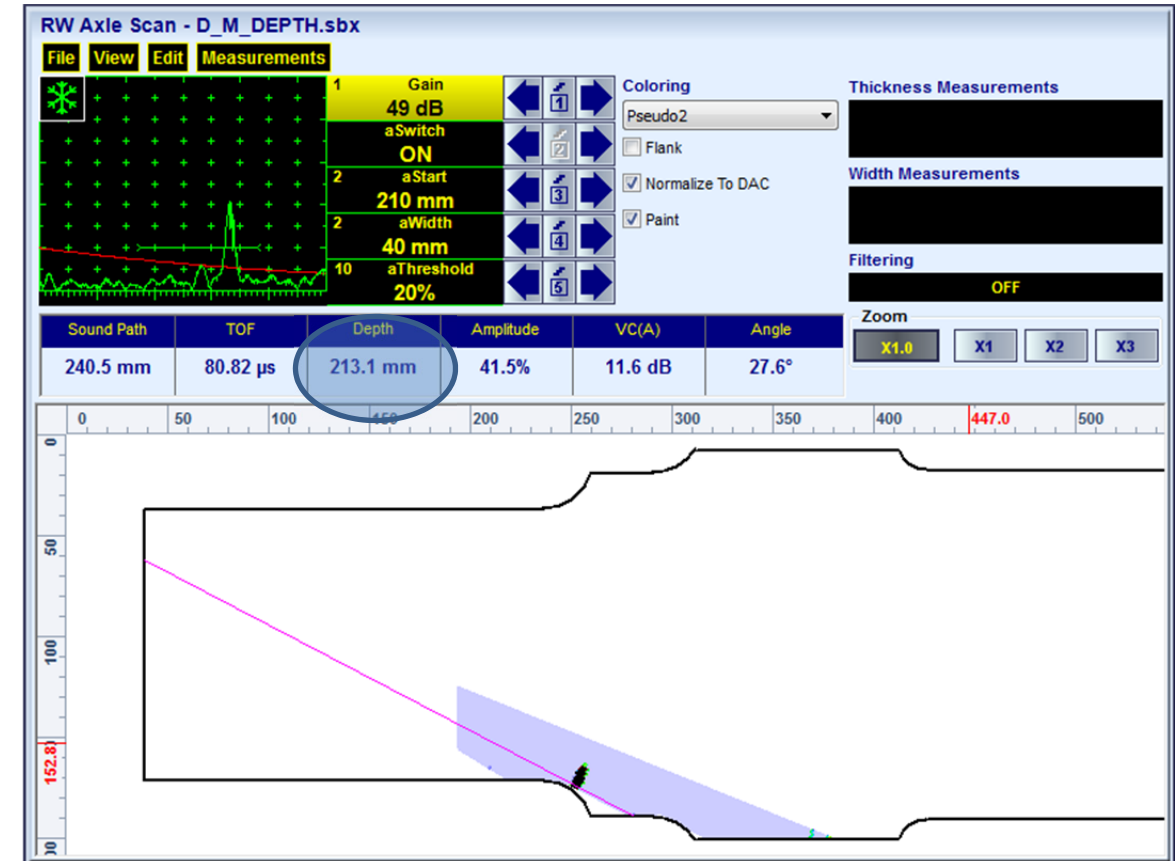 RW Axle Scan - D_M_DEPTH.sbx
File View Edit Measurements
1 Gain
49 dB
1
aSwitch
ON
2
2 aStart
210 mm
3
2 aWidth
40 mm
4
10 aThreshold
20%
5
Coloring
Pseudo2
Flank
Normalize To DAC
Paint
Thickness Measurements
Width Measurements
Filtering
OFF
Zoom
X1.0 X1 X2 X3
Sound Path TOF Depth Amplitude VC(A) Angle
240.5 mm 80.82 µs 213.1 mm 41.5% 11.6 dB 27.6°
0 50 100 150 200 250 300 350 400 447.0 500
0
50
100
152.8